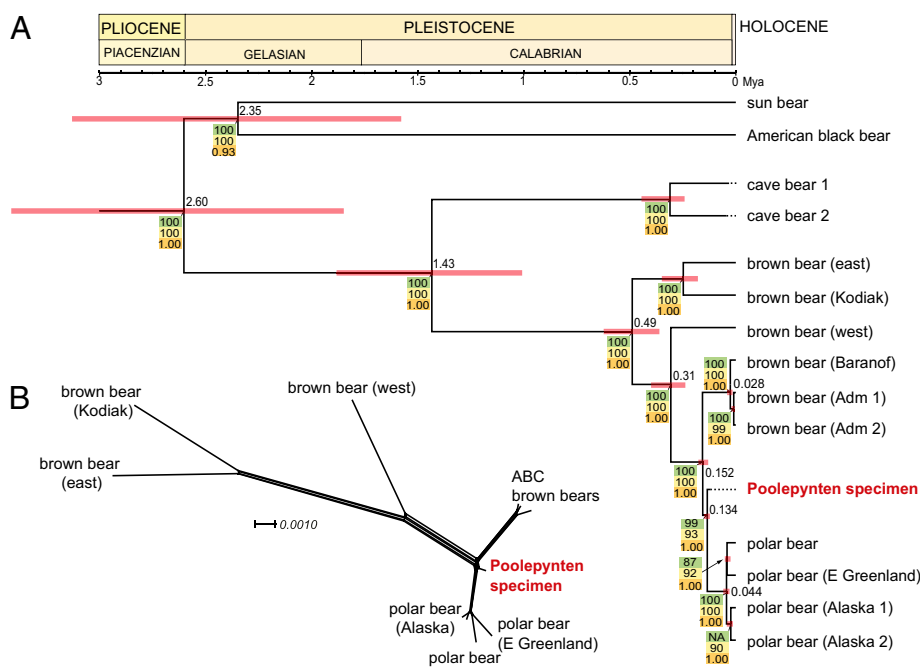 A
PLIOCENE
PLEISTOCENE
HOLOCENE
PIACENZIAN
GELASIAN
CALABRIAN
3
2.5
2
1.5
1
0.5
0
Mya
sun bear
2.35
100
100
0.93
American black bear
cave bear 1
2.60
100
100
1.00
cave bear 2
100
100
1.00
brown bear (east)
1.43
100
100
1.00
brown bear (Kodiak)
100
100
1.00
brown bear (west)
0.49
100
100
1.00
0.31
100
100
1.00
brown bear (Baranof)
100
100
1.00
0.028
brown bear (Adm 1)
100
99
1.00
brown bear (Adm 2)
100
100
1.00
0.152
Poolepynten specimen
0.134
99
93
1.00
polar bear
87
92
1.00
polar bear (E Greenland)
0.044
100
100
1.00
polar bear (Alaska 1)
NA
90
1.00
polar bear (Alaska 2)
B
brown bear
(Kodiak)
brown bear (west)
brown bear
(east)
ABC
brown bears
0.0010
Poolepynten
specimen
polar bear
(Alaska)
polar bear
(E Greenland)
polar bear